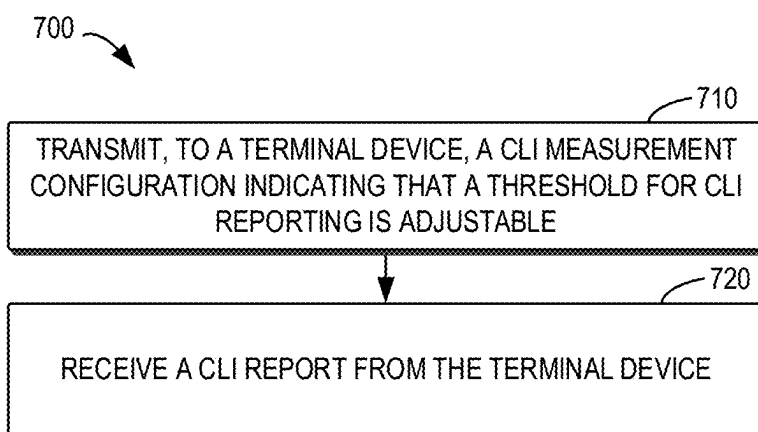 700
710
TRANSMIT, TO A TERMINAL DEVICE, A CLI MEASUREMENT
CONFIGURATION INDICATING THAT A THRESHOLD FOR CLI
REPORTING IS ADJUSTABLE
720
RECEIVE A CLI REPORT FROM THE TERMINAL DEVICE